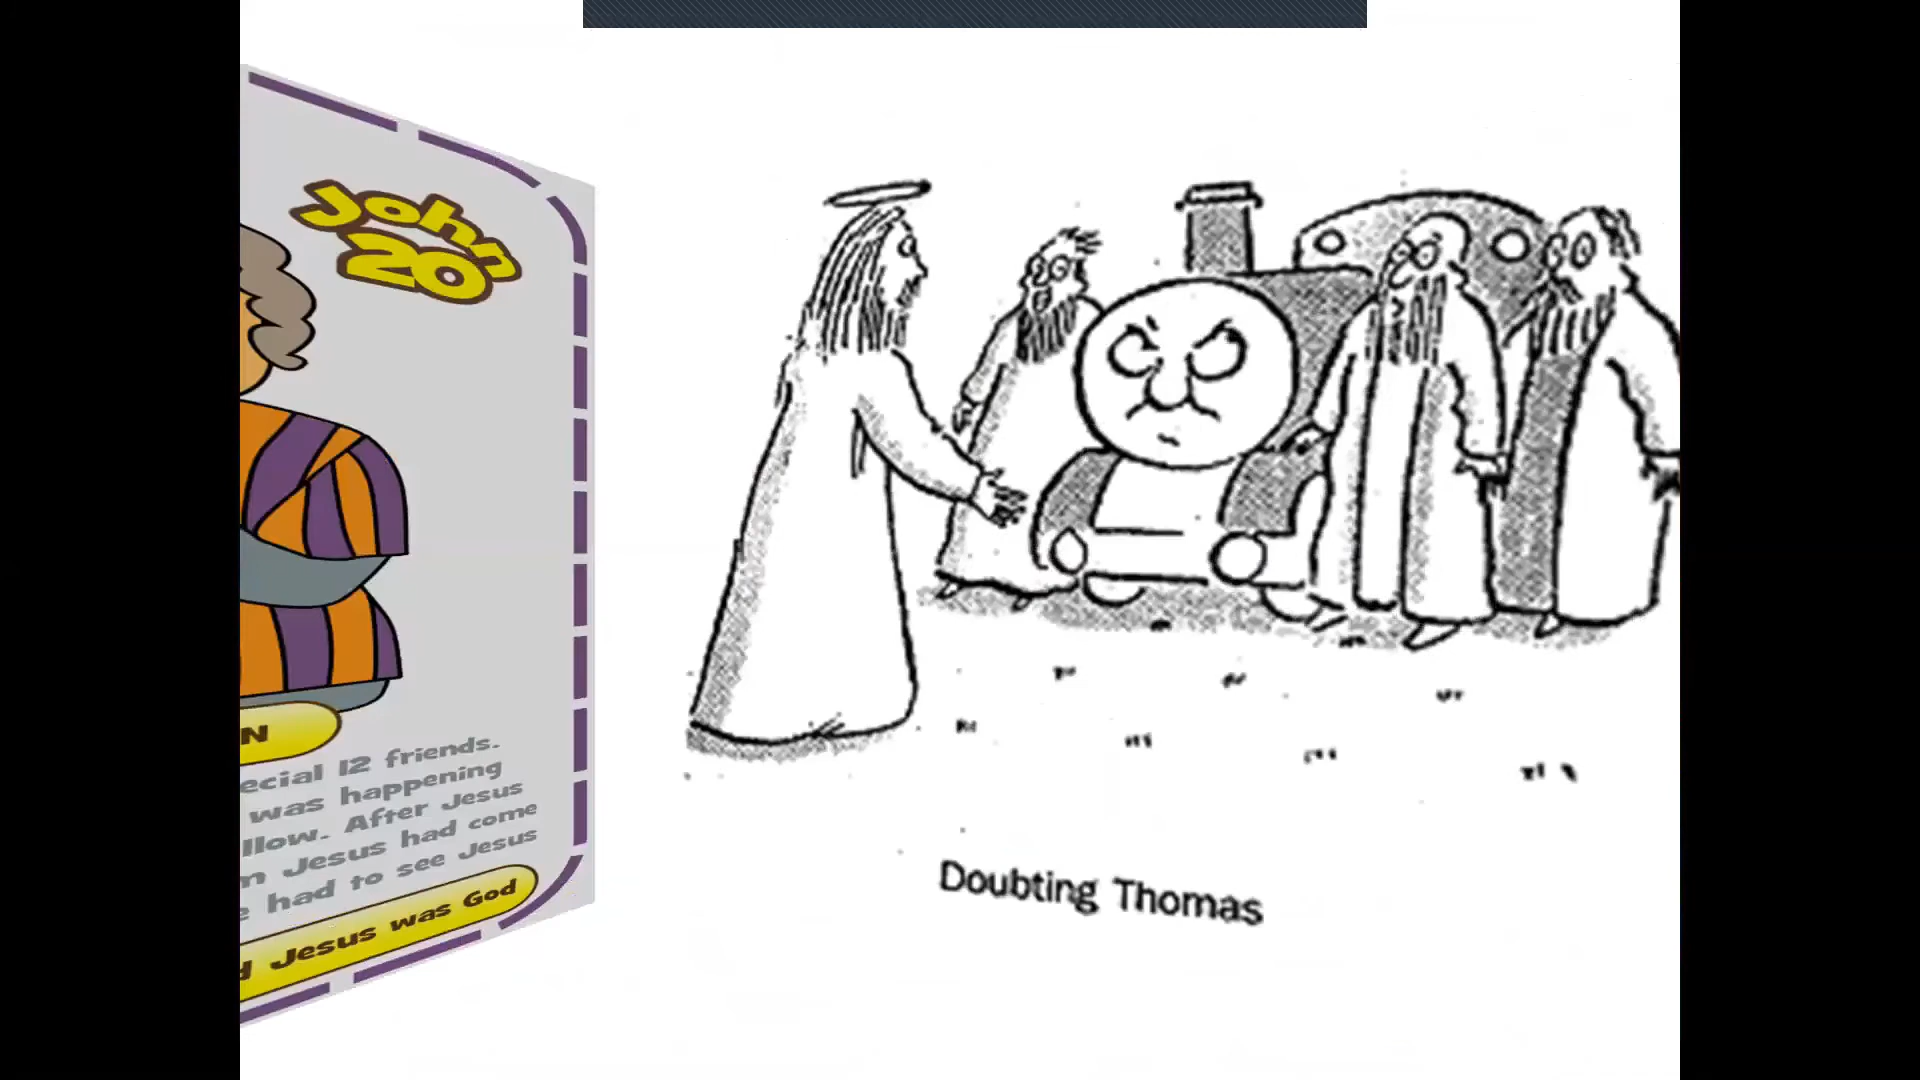 John
20
N
ecial 12 friends.
was happening
llow. After Jesus
m Jesus had come
e had to see Jesus
Jesus was God
Doubting Thomas